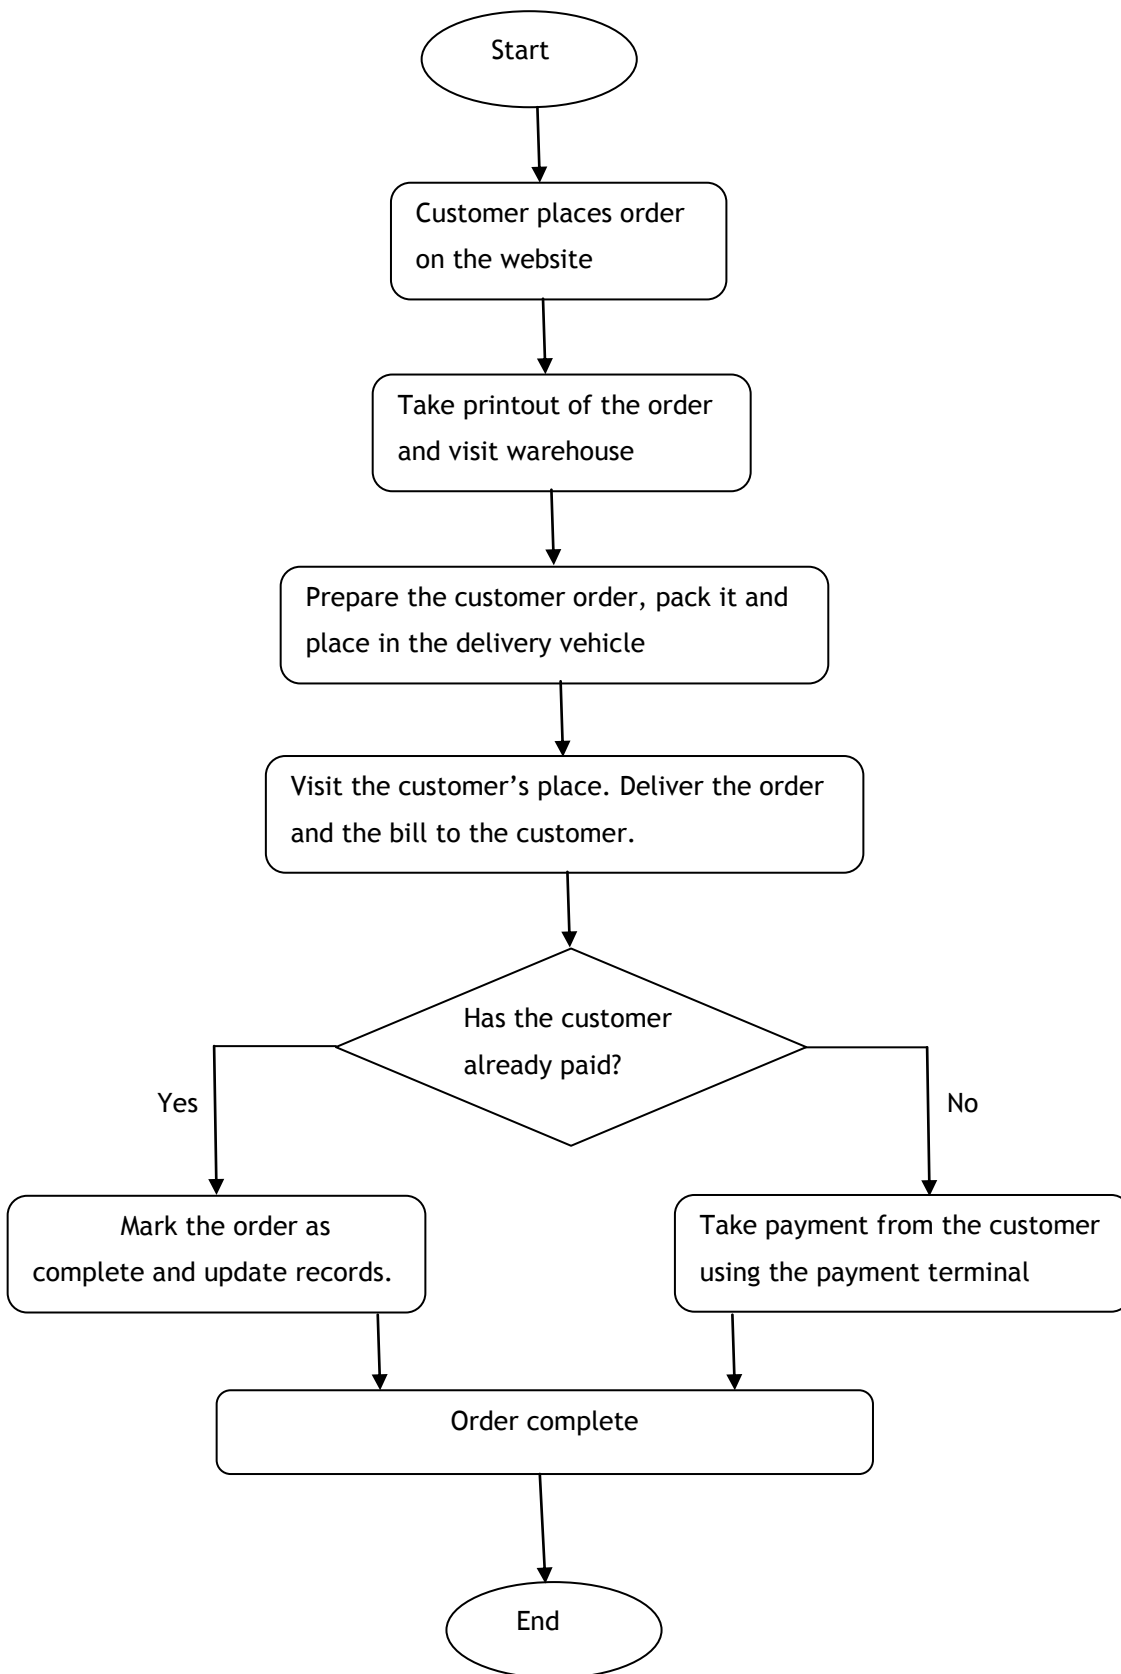 Start
Customer places order
on the website
Take printout of the order
and visit warehouse
Prepare the customer order, pack it and
place in the delivery vehicle
Visit the customer’s place. Deliver the order
and the bill to the customer.
Has the customer
already paid?
Yes
No
Mark the order as
complete and update records.
Take payment from the customer
using the payment terminal
Order complete
End